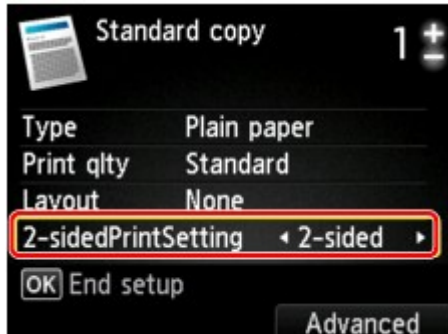 Standard copy
1 +
-
Type Plain paper
Print qlty Standard
Layout None
2-sidedPrintSetting 2-sided
OK End setup
Advanced